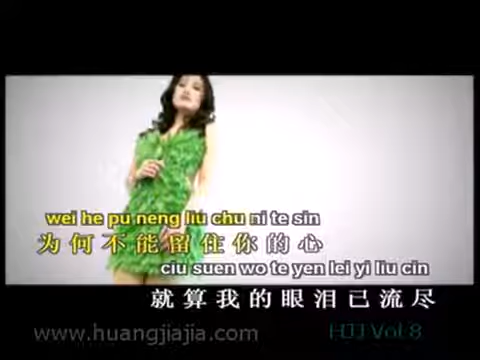 wei he pu neng liu chu ni te sin
为何不能留住你的心
ciu suen wo te yen lei yi liu cin
就算我的眼泪已流尽
www.huangjiajia.com
HJJ Vol.8